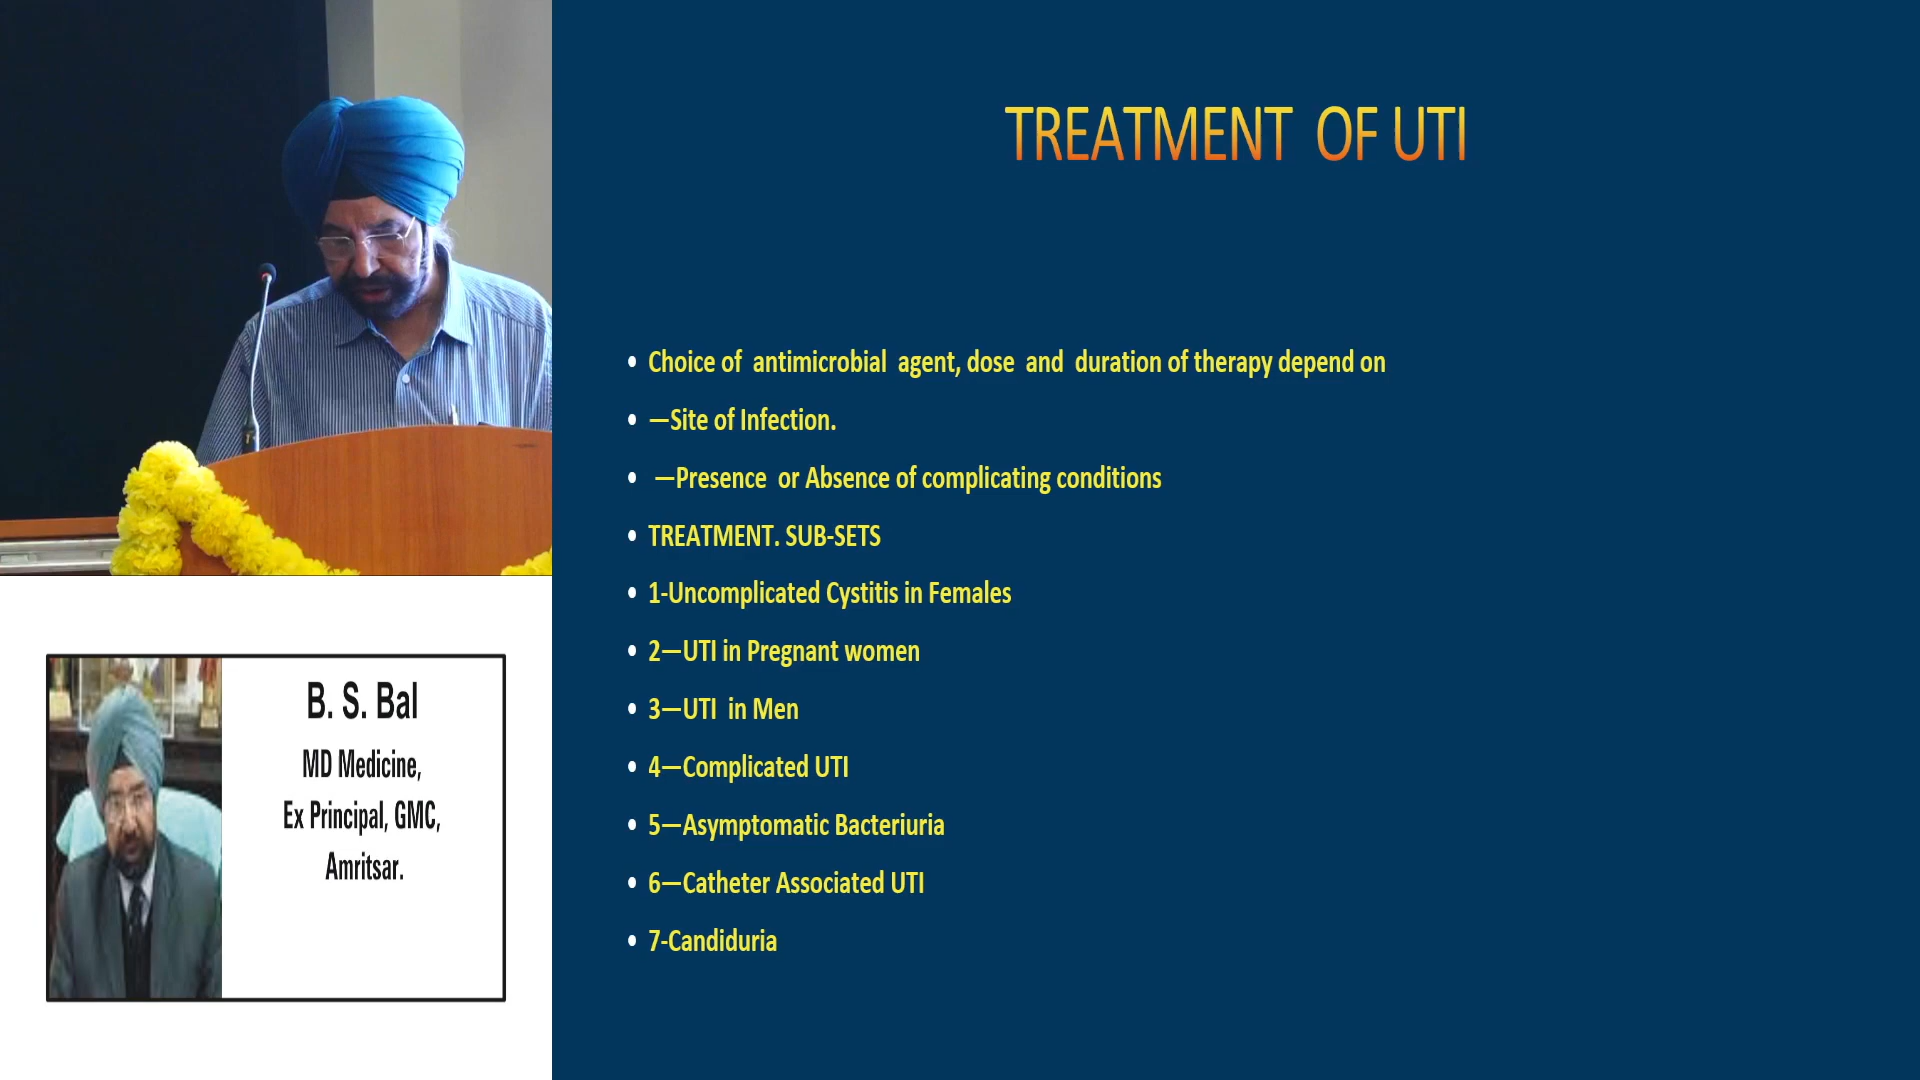 TREATMENT OF UTI
• Choice of antimicrobial agent, dose and duration of therapy depend on
• —Site of Infection.
• —Presence or Absence of complicating conditions
• TREATMENT. SUB-SETS
• 1-Uncomplicated Cystitis in Females
• 2—UTI in Pregnant women
• 3—UTI in Men
• 4—Complicated UTI
• 5—Asymptomatic Bacteriuria
• 6—Catheter Associated UTI
• 7-Candiduria
B. S. Bal
MD Medicine,
Ex Principal, GMC,
Amritsar.